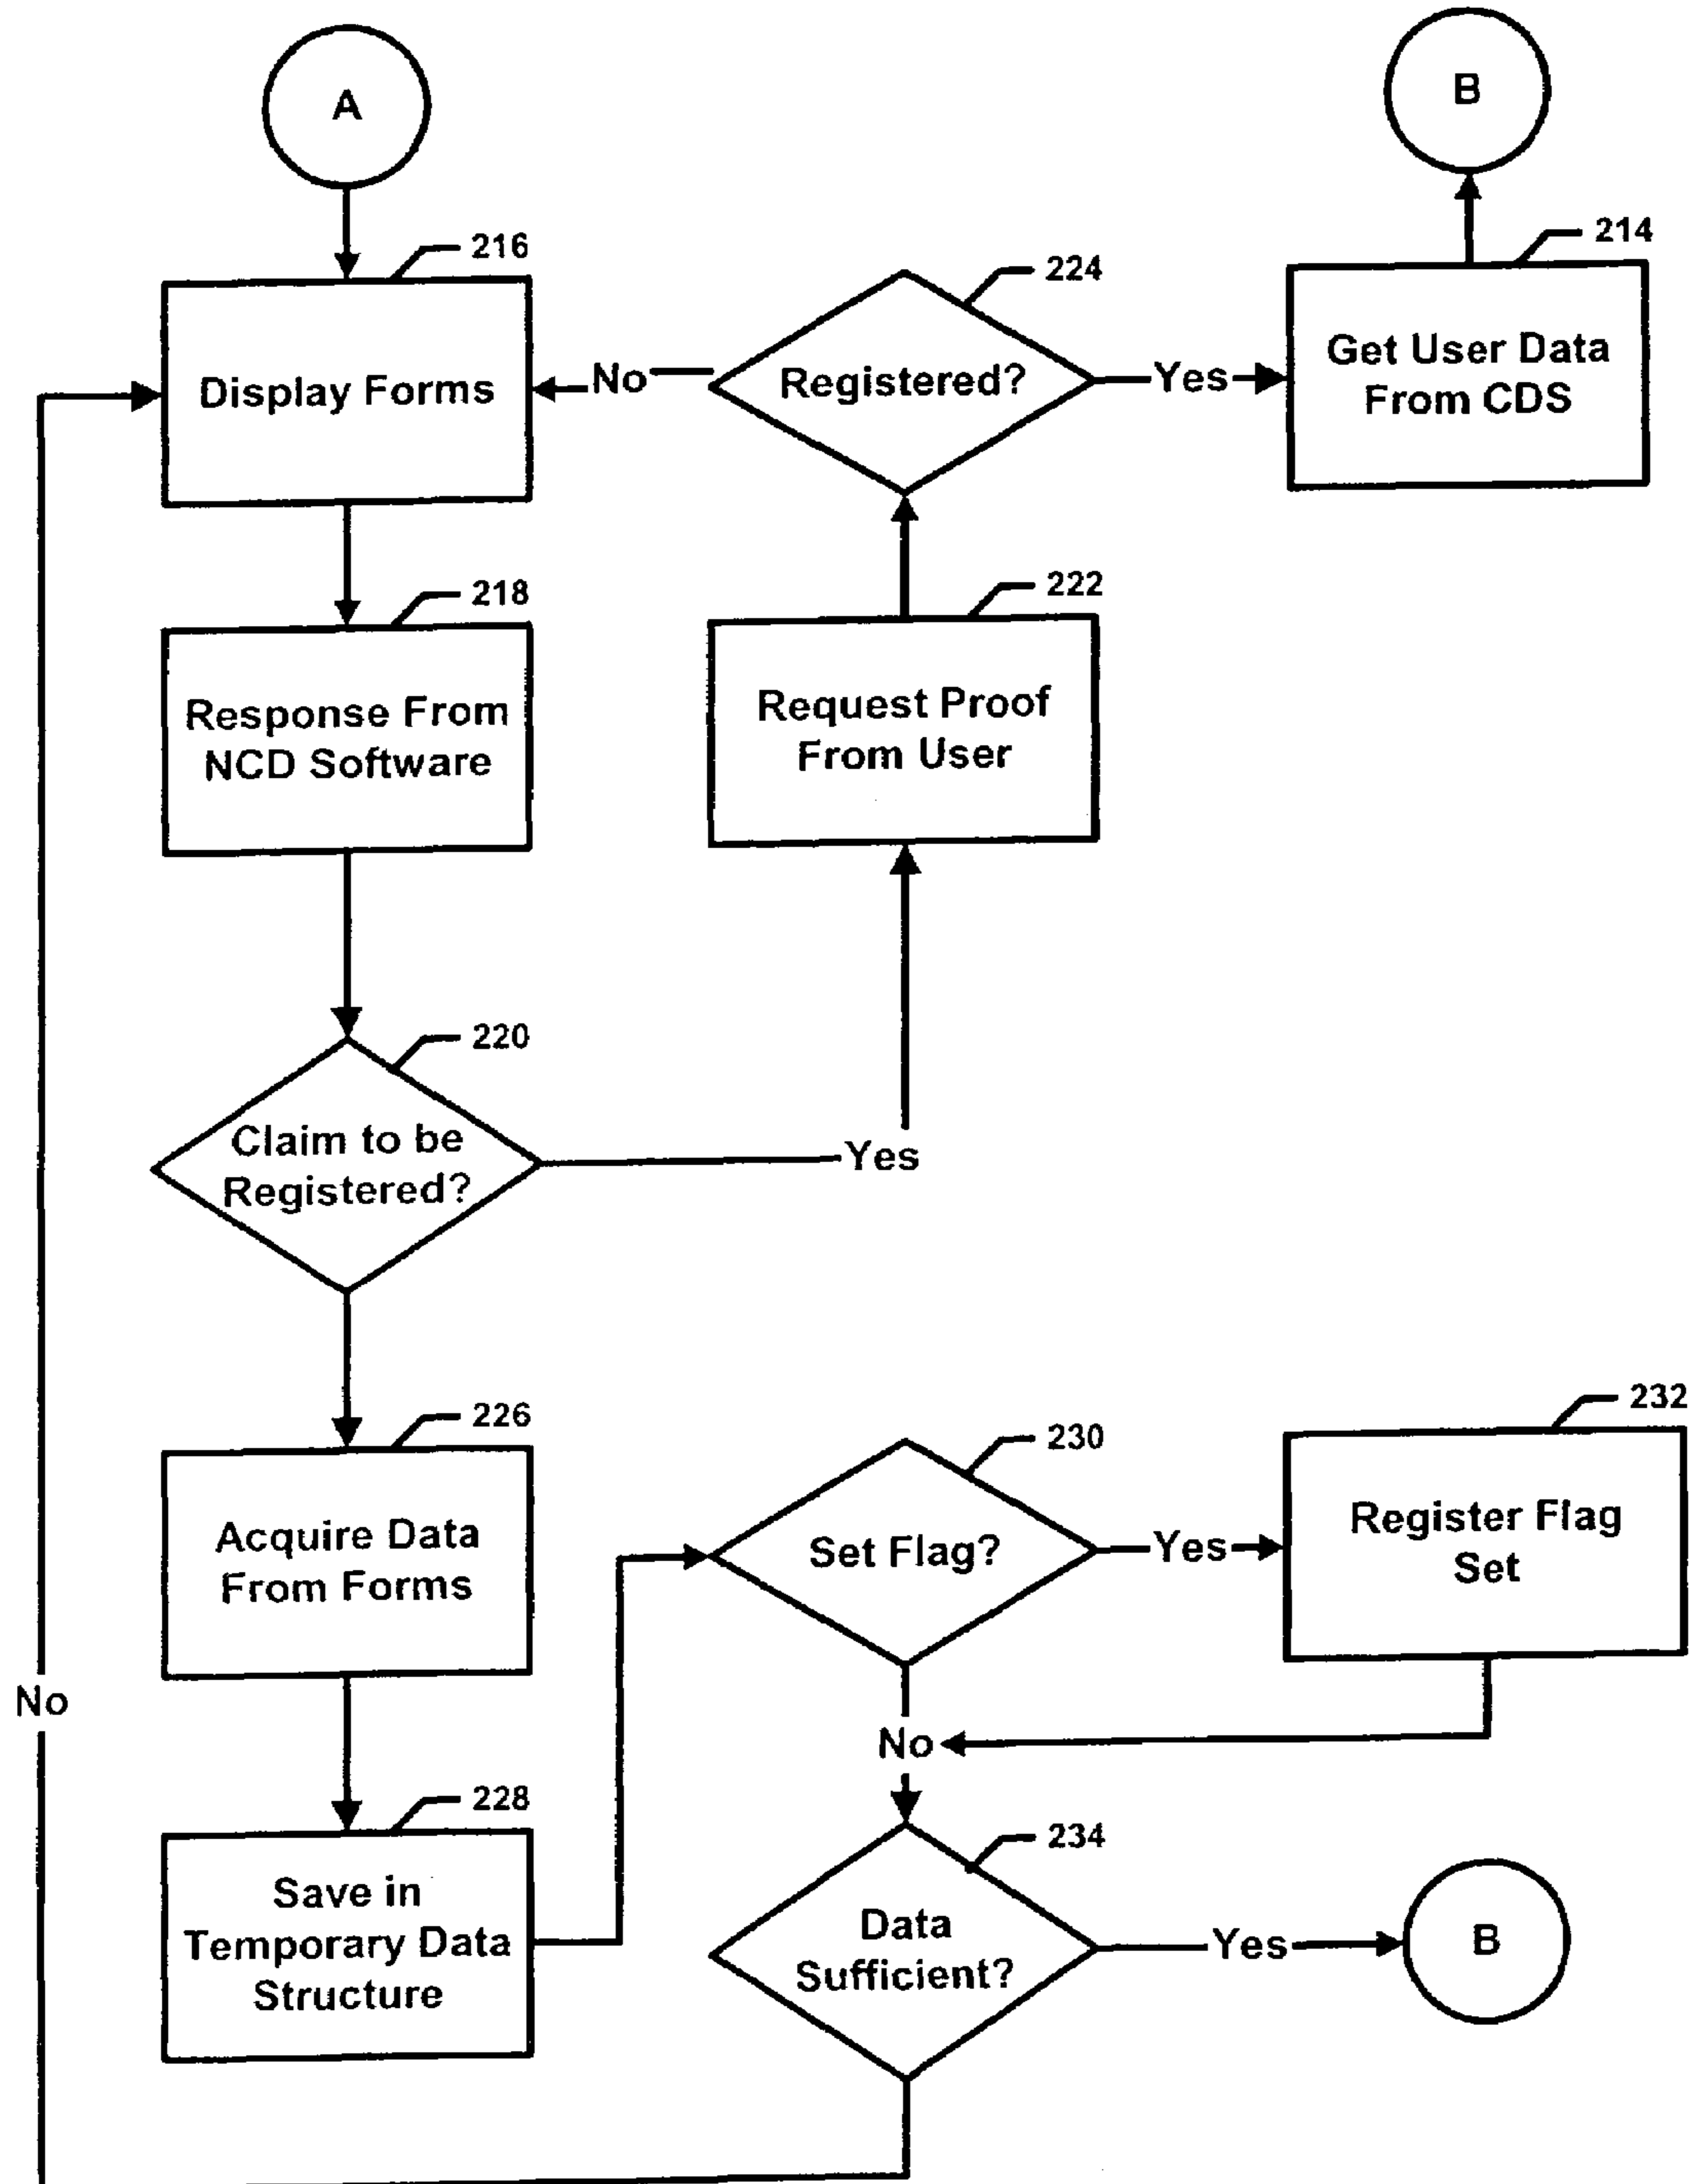 A
B
216
224
214
Display Forms
No
Registered?
Yes
Get User Data
From CDS
218
222
Response From
NCD Software
Request Proof
From User
220
Claim to be
Registered?
Yes
226
230
232
Acquire Data
From Forms
Set Flag?
Yes
Register Flag
Set
No
No
228
234
Save in
Temporary Data
Structure
Data
Sufficient?
Yes
B